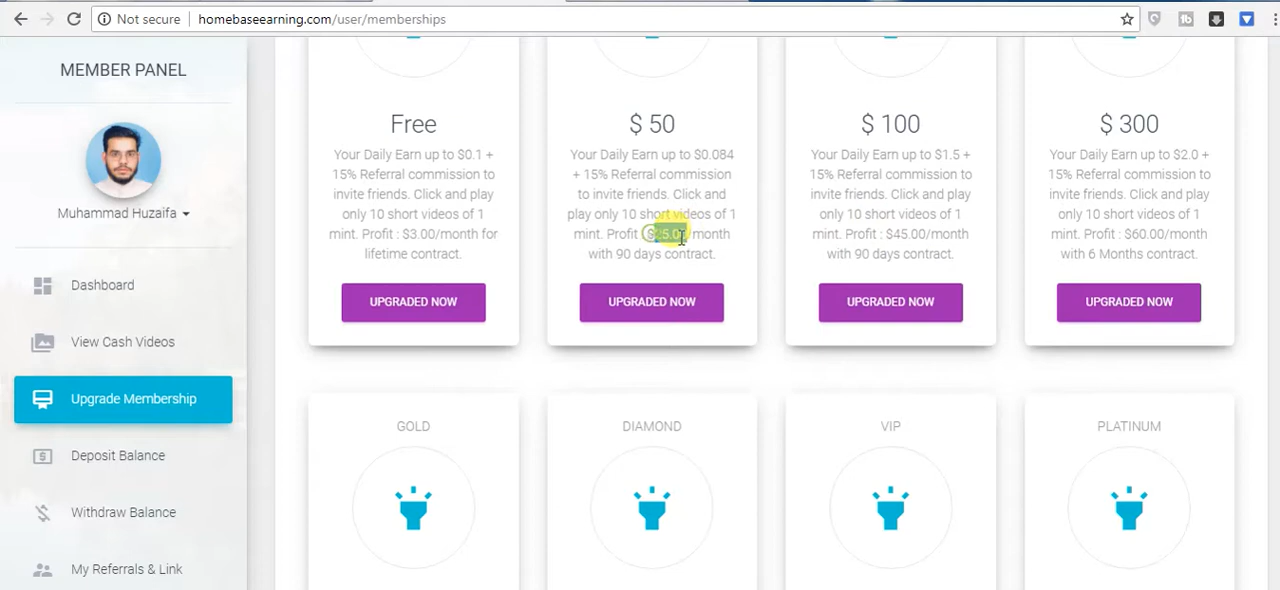 Not secure | homebaseearning.com/user/memberships
MEMBER PANEL
Muhammad Huzaifa
Dashboard
View Cash Videos
Upgrade Membership
Deposit Balance
Withdraw Balance
My Referrals & Link
Free
Your Daily Earn up to $0.1 +
15% Referral commission to
invite friends. Click and play
only 10 short videos of 1
mint. Profit : $3.00/month for
lifetime contract.
UPGRADED NOW
$ 50
Your Daily Earn up to $0.084
+ 15% Referral commission
to invite friends. Click and
play only 10 short videos of 1
mint. Profit : $25.00/month
with 90 days contract.
UPGRADED NOW
$ 100
Your Daily Earn up to $1.5 +
15% Referral commission to
invite friends. Click and play
only 10 short videos of 1
mint. Profit : $45.00/month
with 90 days contract.
UPGRADED NOW
$ 300
Your Daily Earn up to $2.0 +
15% Referral commission to
invite friends. Click and play
only 10 short videos of 1
mint. Profit : $60.00/month
with 6 Months contract.
UPGRADED NOW
GOLD
DIAMOND
VIP
PLATINUM